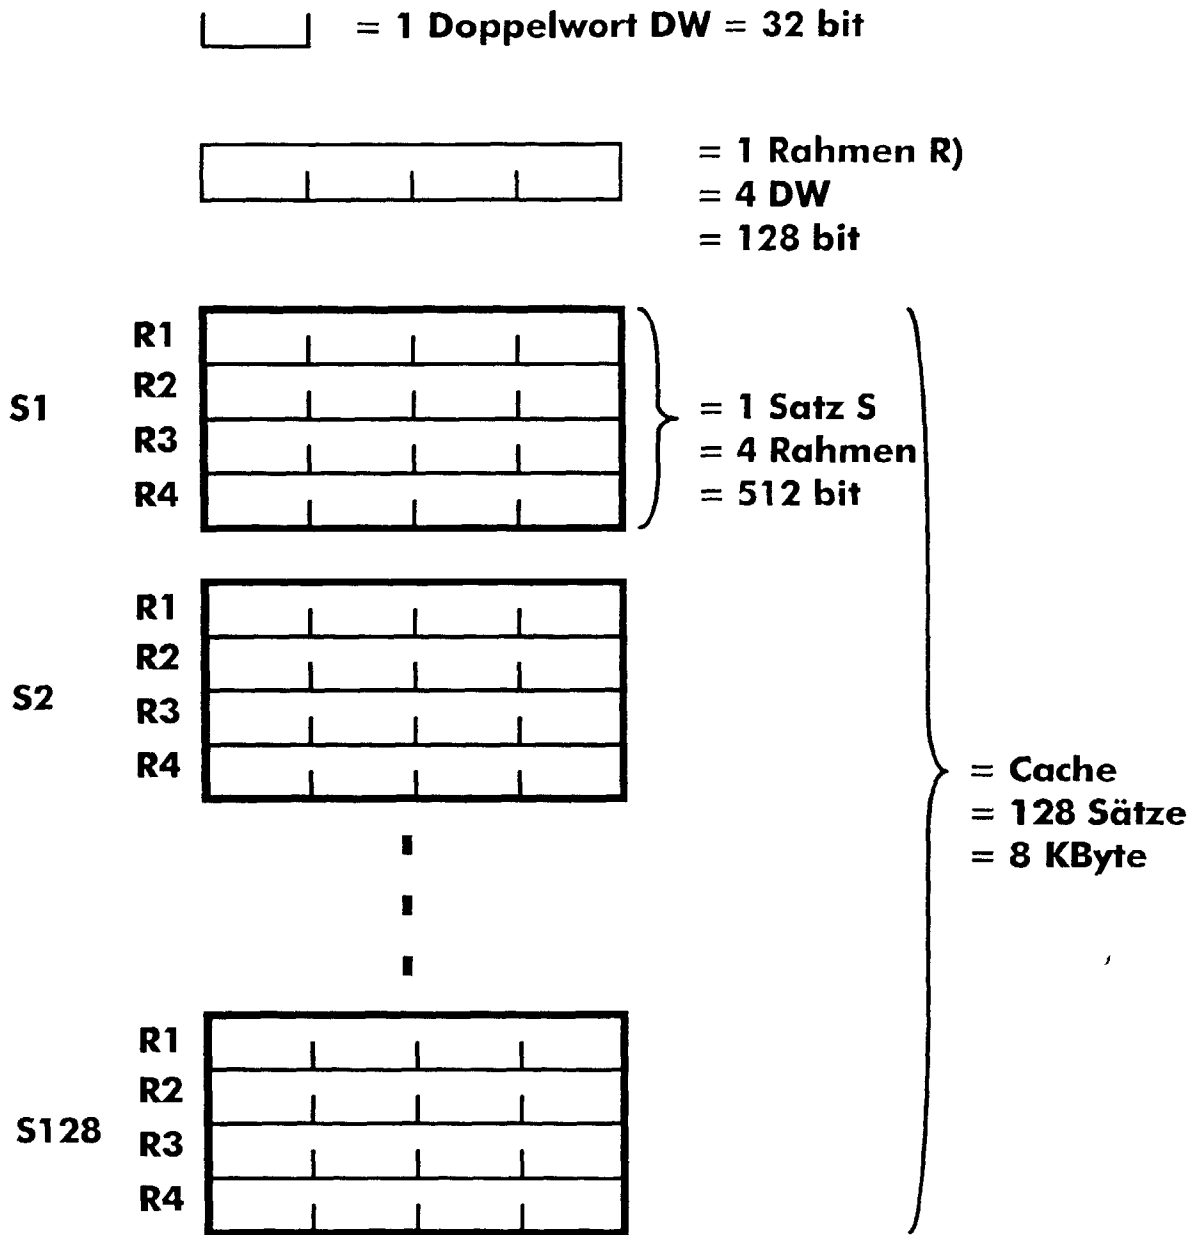 = 1 Doppelwort DW = 32 bit
= 1 Rahmen R)
= 4 DW
= 128 bit
S1
R1
R2
R3
R4
= 1 Satz S
= 4 Rahmen
= 512 bit
S2
R1
R2
R3
R4
= Cache
= 128 Sätze
= 8 KByte
S128
R1
R2
R3
R4